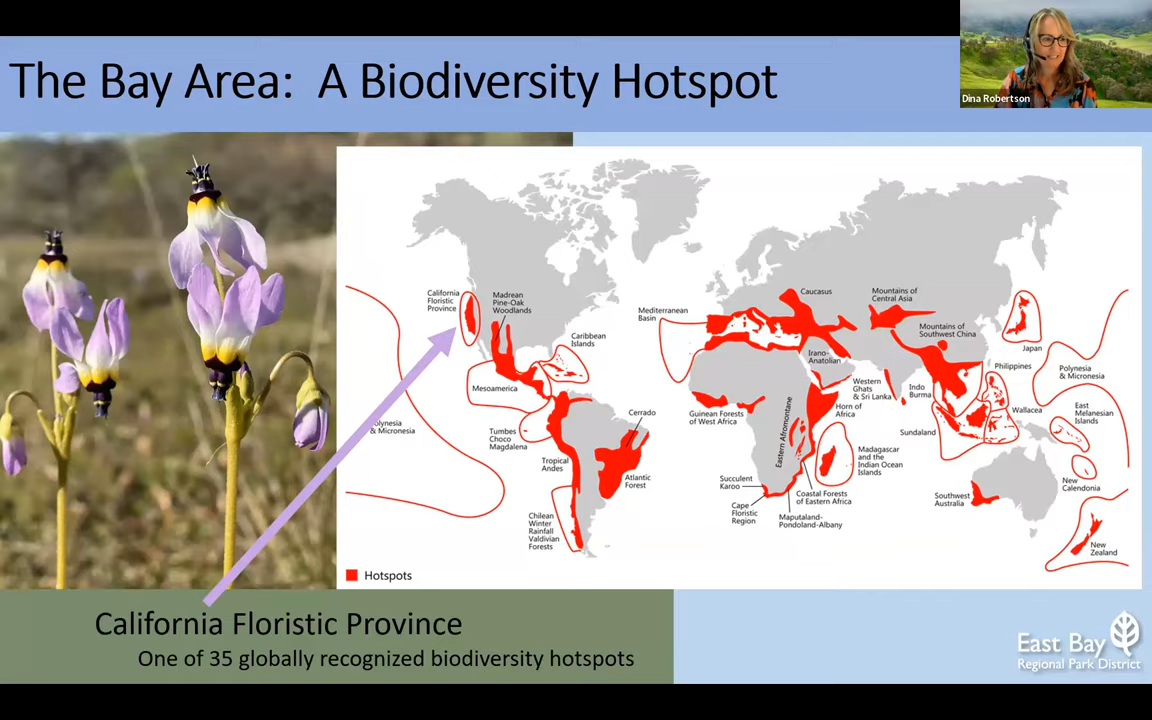 The Bay Area: A Biodiversity Hotspot
Dina Robertson
California
Floristic
Province
Madrean
Pine-Oak
Woodlands
Caribbean
Islands
Mesoamerica
& Micronesia
Tumbes
Choco
Magdalena
Tropical
Andes
Cerrado
Atlantic
Forest
Chilean
Winter
Rainfall
Valdivian
Forests
Mediterranean
Basin
Caucasus
Mountains of
Central Asia
Mountains of
Southwest China
Irano-
Anatolian
Guinean Forests
of West Africa
Eastern Afromontane
Horn of
Africa
Western
Ghats
& Sri Lanka
Indo
Burma
Japan
Philippines
Polynesia
& Micronesia
Wallacea
East
Melanesian
Islands
Sundaland
Madagascar
and the
Indian Ocean
Islands
Succulent
Karoo
Cape
Floristic
Region
Coastal Forests
of Eastern Africa
Maputaland-
Pondoland-Albany
Southwest
Australia
New
Calendonia
New
Zealand
Hotspots
California Floristic Province
One of 35 globally recognized biodiversity hotspots
East Bay
Regional Park District